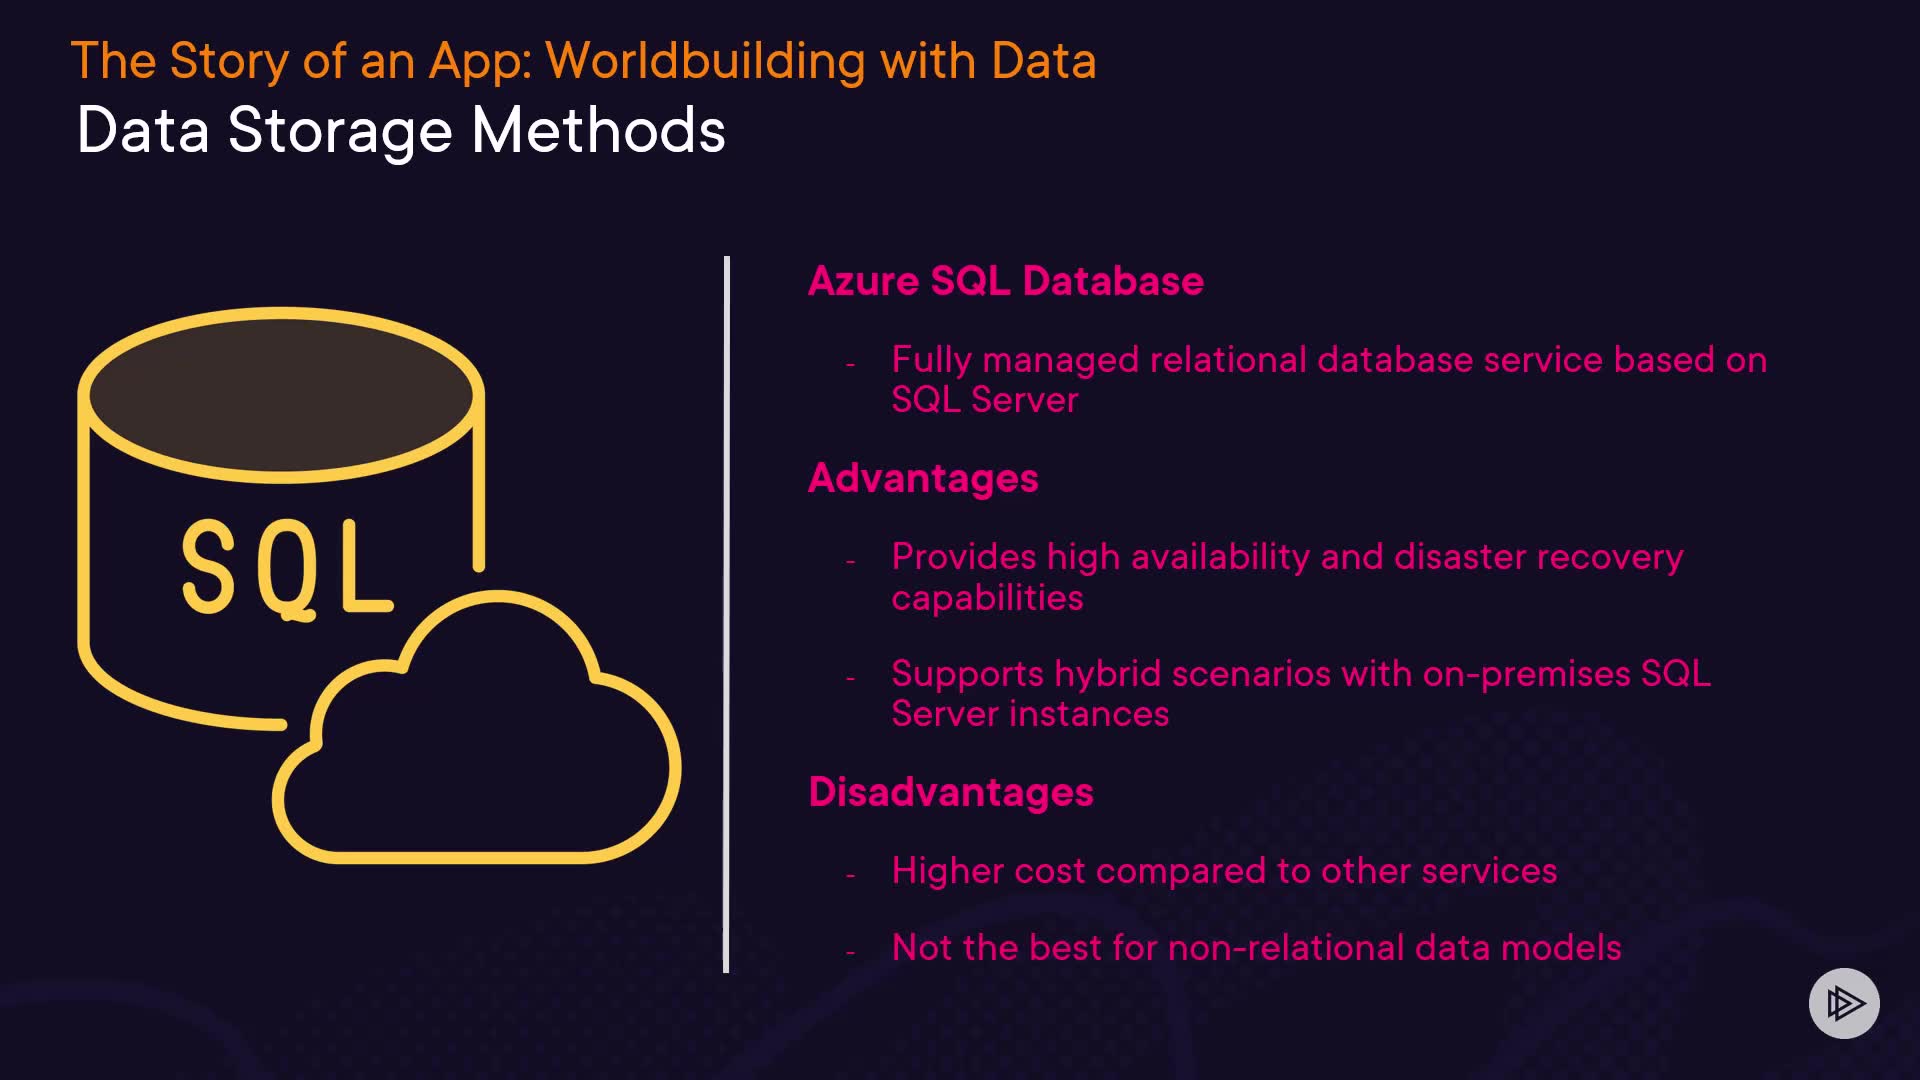 The Story of an App: Worldbuilding with Data
Data Storage Methods
SQL
Azure SQL Database
- Fully managed relational database service based on
SQL Server
Advantages
- Provides high availability and disaster recovery
capabilities
- Supports hybrid scenarios with on-premises SQL
Server instances
Disadvantages
- Higher cost compared to other services
- Not the best for non-relational data models